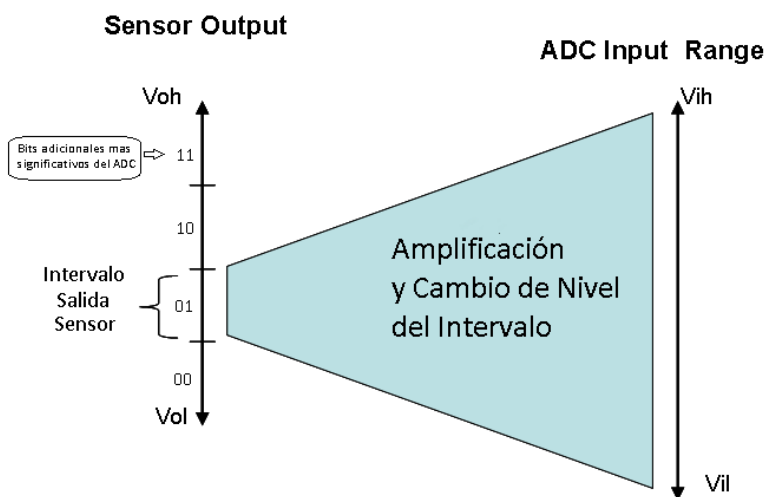 Sensor Output
ADC Input Range
Voh
Vih
Bits adicionales mas
significativos del ADC
11
10
Intervalo
Salida
Sensor
01
Amplificación
y Cambio de Nivel
del Intervalo
00
Vol
Vil